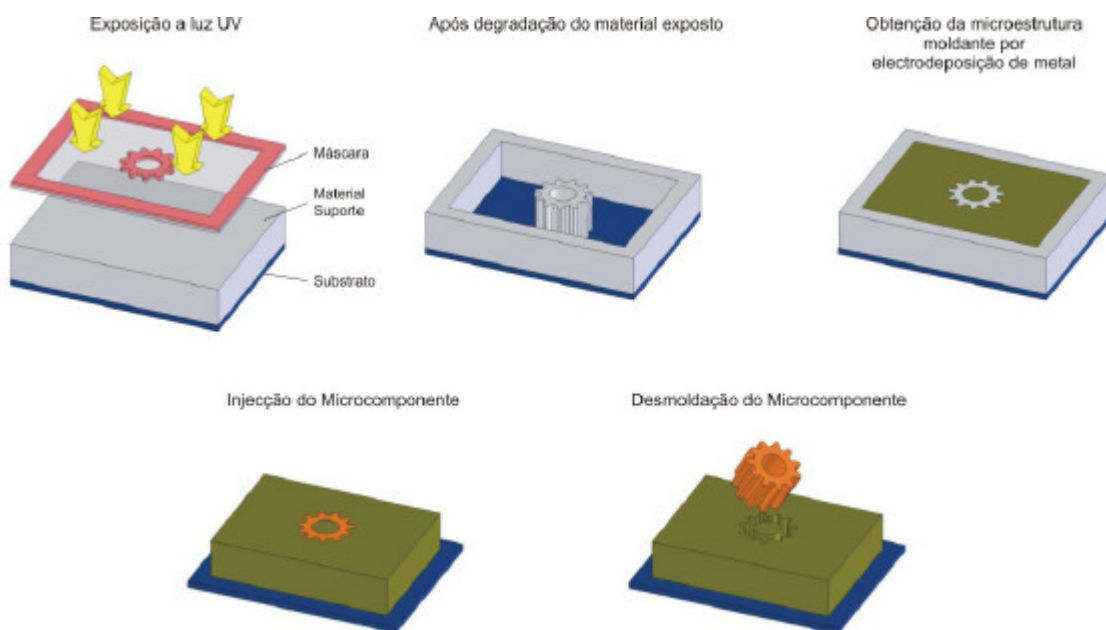 Exposição a luz UV
Após degradação do material exposto
Obtenção da microestrutura
moldante por
electrodeposição de metal
Máscara
Material
Suporte
Substrato
Injecção do Microcomponente
Desmoldação do Microcomponente